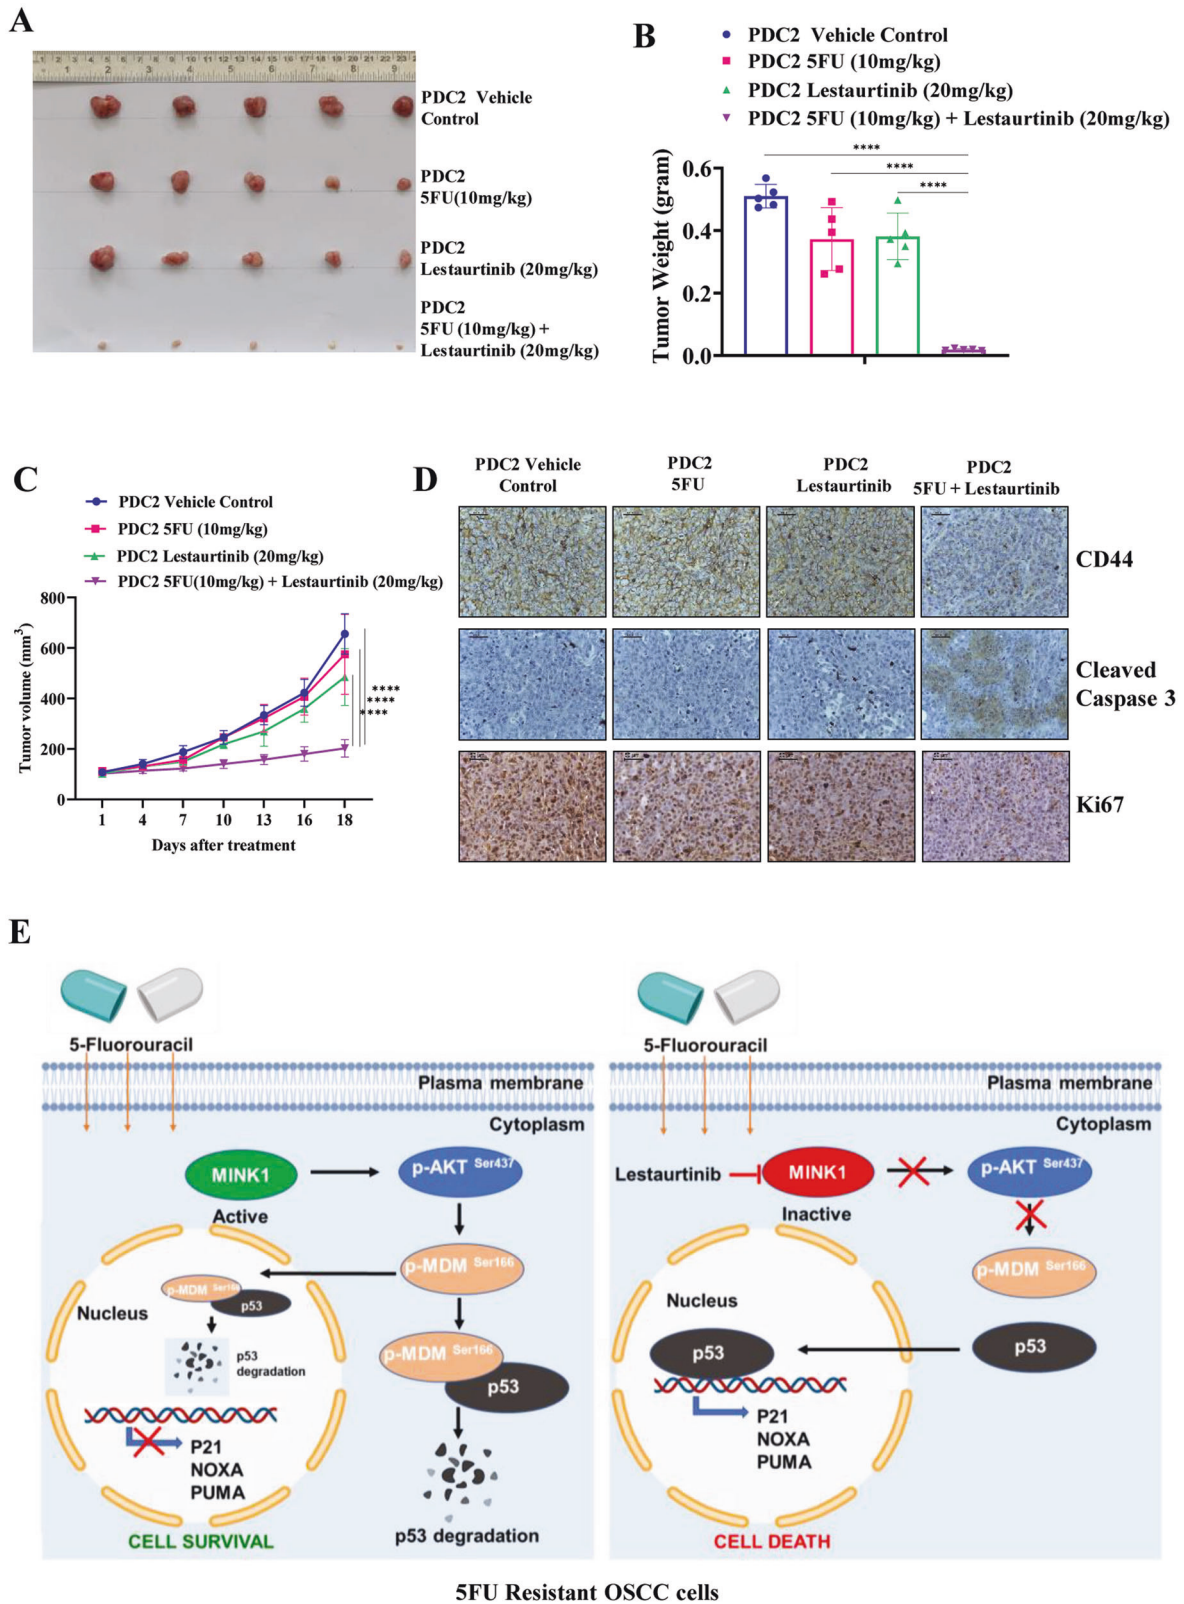 A
PDC2 Vehicle
Control
PDC2
5FU(10mg/kg)
PDC2
Lestaurtinib (20mg/kg)
PDC2
5FU (10mg/kg) +
Lestaurtinib (20mg/kg)
B
PDC2 Vehicle Control
PDC2 5FU (10mg/kg)
PDC2 Lestaurtinib (20mg/kg)
PDC2 5FU (10mg/kg) + Lestaurtinib (20mg/kg)
****
****
****
Tumor Weight (gram)
0.6
0.4
0.2
0.0
C
PDC2 Vehicle Control
PDC2 5FU (10mg/kg)
PDC2 Lestaurtinib (20mg/kg)
PDC2 5FU(10mg/kg) + Lestaurtinib (20mg/kg)
Tumor volume (mm³)
800
600
400
200
0
****
****
****
1 4 7 10 13 16 18
Days after treatment
D
PDC2 Vehicle
Control
PDC2
5FU
PDC2
Lestaurtinib
PDC2
5FU + Lestaurtinib
CD44
Cleaved
Caspase 3
Ki67
E
5-Fluorouracil
Plasma membrane
Cytoplasm
MINK1
Active
p-AKT Ser437
p-MDM Ser166
p-MDM Ser166
p53
Nucleus
p53
degradation
p-MDM Ser166
p53
P21
NOXA
PUMA
CELL SURVIVAL
p53 degradation
5-Fluorouracil
Plasma membrane
Cytoplasm
Lestaurtinib
MINK1
Inactive
p-AKT Ser437
p-MDM Ser166
Nucleus
p53
p53
P21
NOXA
PUMA
CELL DEATH
5FU Resistant OSCC cells